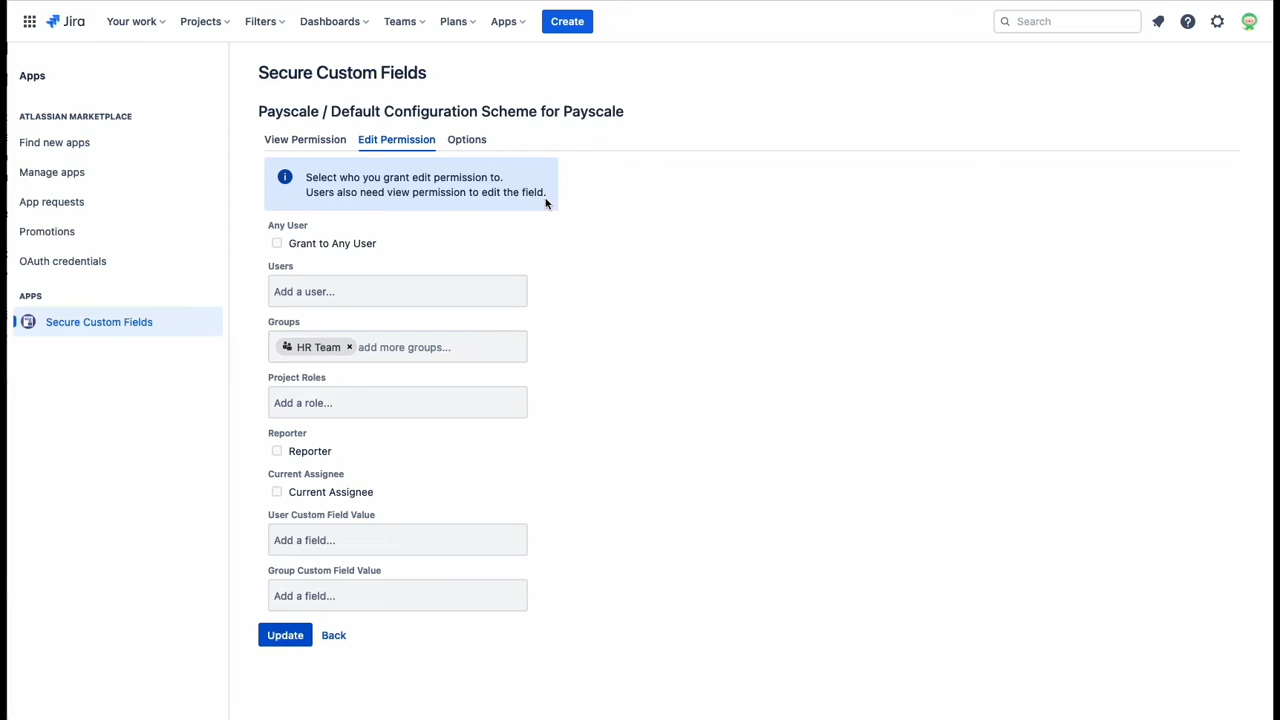 Jira
Your work
Projects
Filters
Dashboards
Teams
Plans
Apps
Create
Search
Apps
ATLASSIAN MARKETPLACE
Find new apps
Manage apps
App requests
Promotions
OAuth credentials
APPS
Secure Custom Fields
Secure Custom Fields
Payscale / Default Configuration Scheme for Payscale
View Permission
Edit Permission
Options
Select who you grant edit permission to.
Users also need view permission to edit the field.
Any User
Grant to Any User
Users
Add a user...
Groups
HR Team × add more groups...
Project Roles
Add a role...
Reporter
Reporter
Current Assignee
Current Assignee
User Custom Field Value
Add a field...
Group Custom Field Value
Add a field...
Update
Back